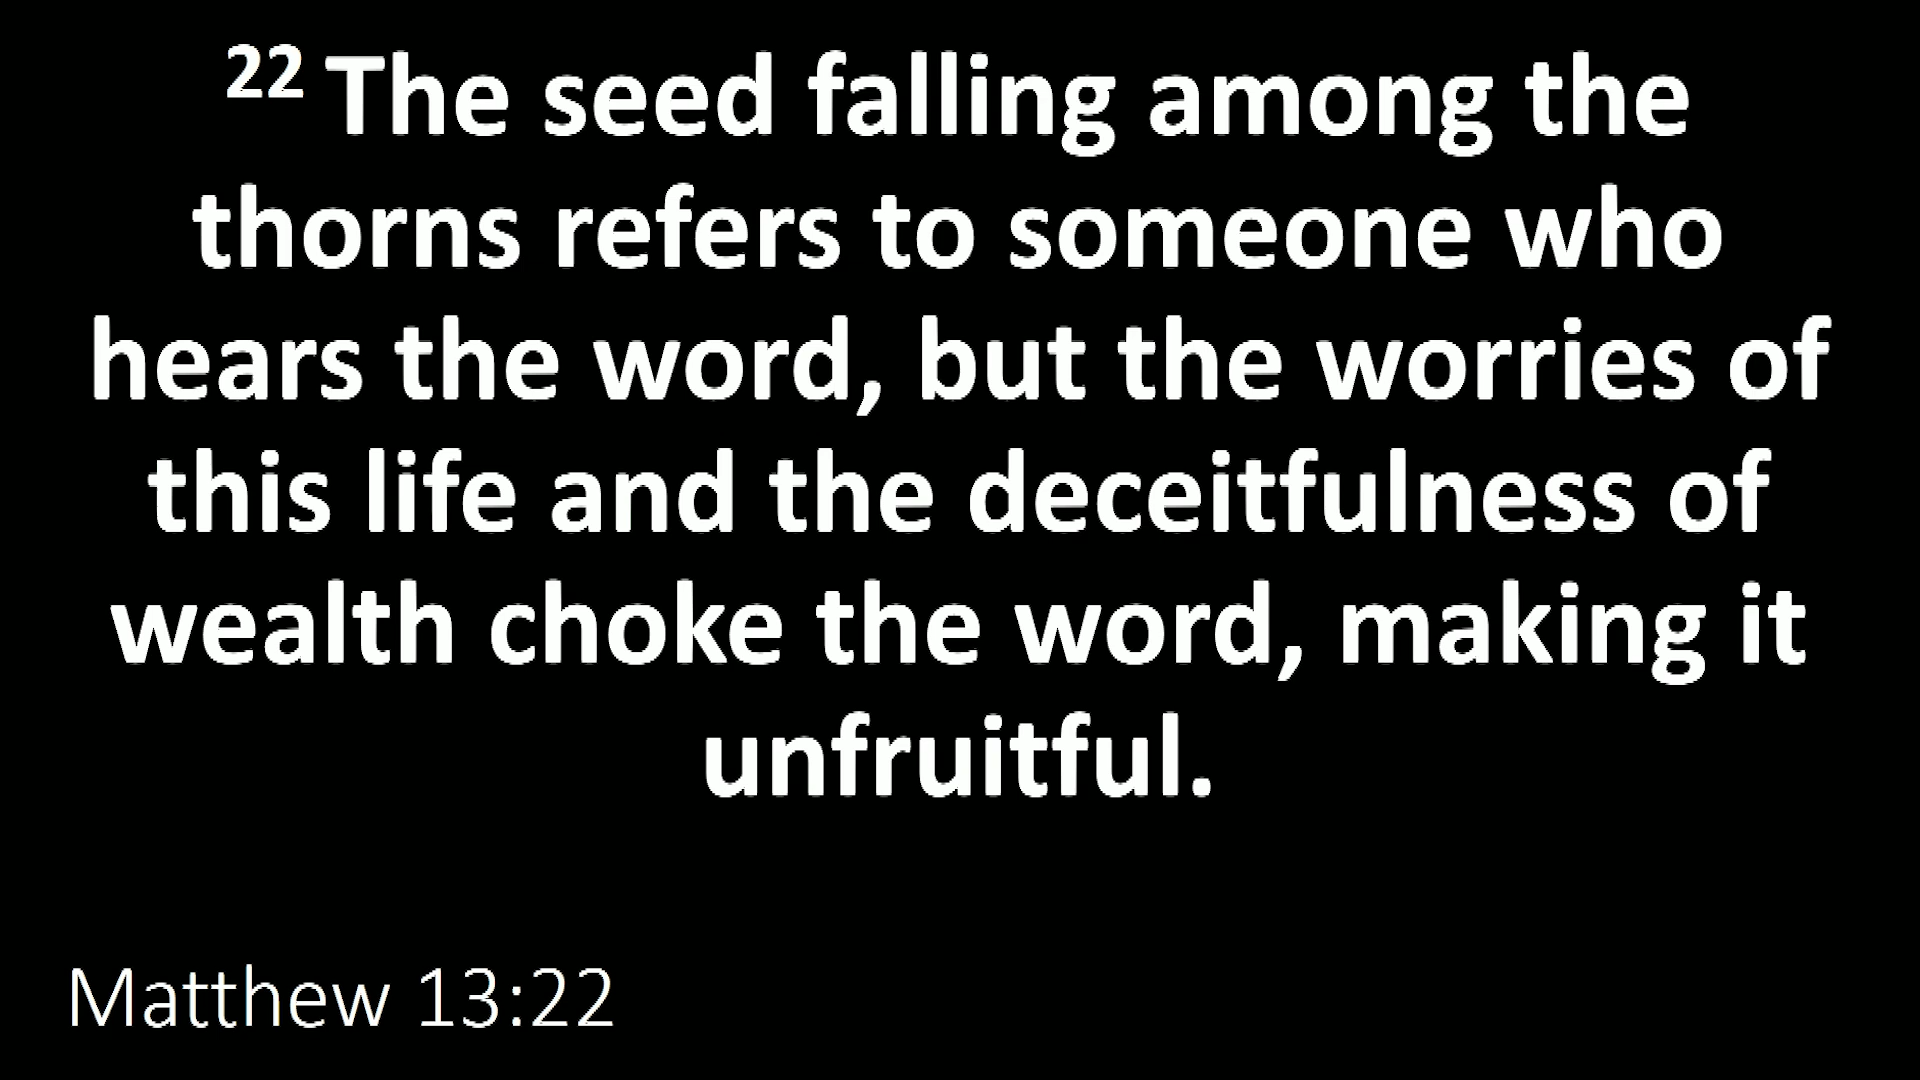 22 The seed falling among the
thorns refers to someone who
hears the word, but the worries of
this life and the deceitfulness of
wealth choke the word, making it
unfruitful.
Matthew 13:22